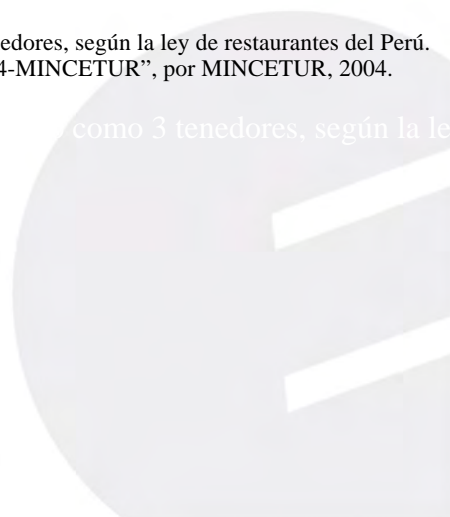 edores, según la ley de restaurantes del Perú.
4-MINCETUR”, por MINCETUR, 2004.
como 3 tenedores, según la le